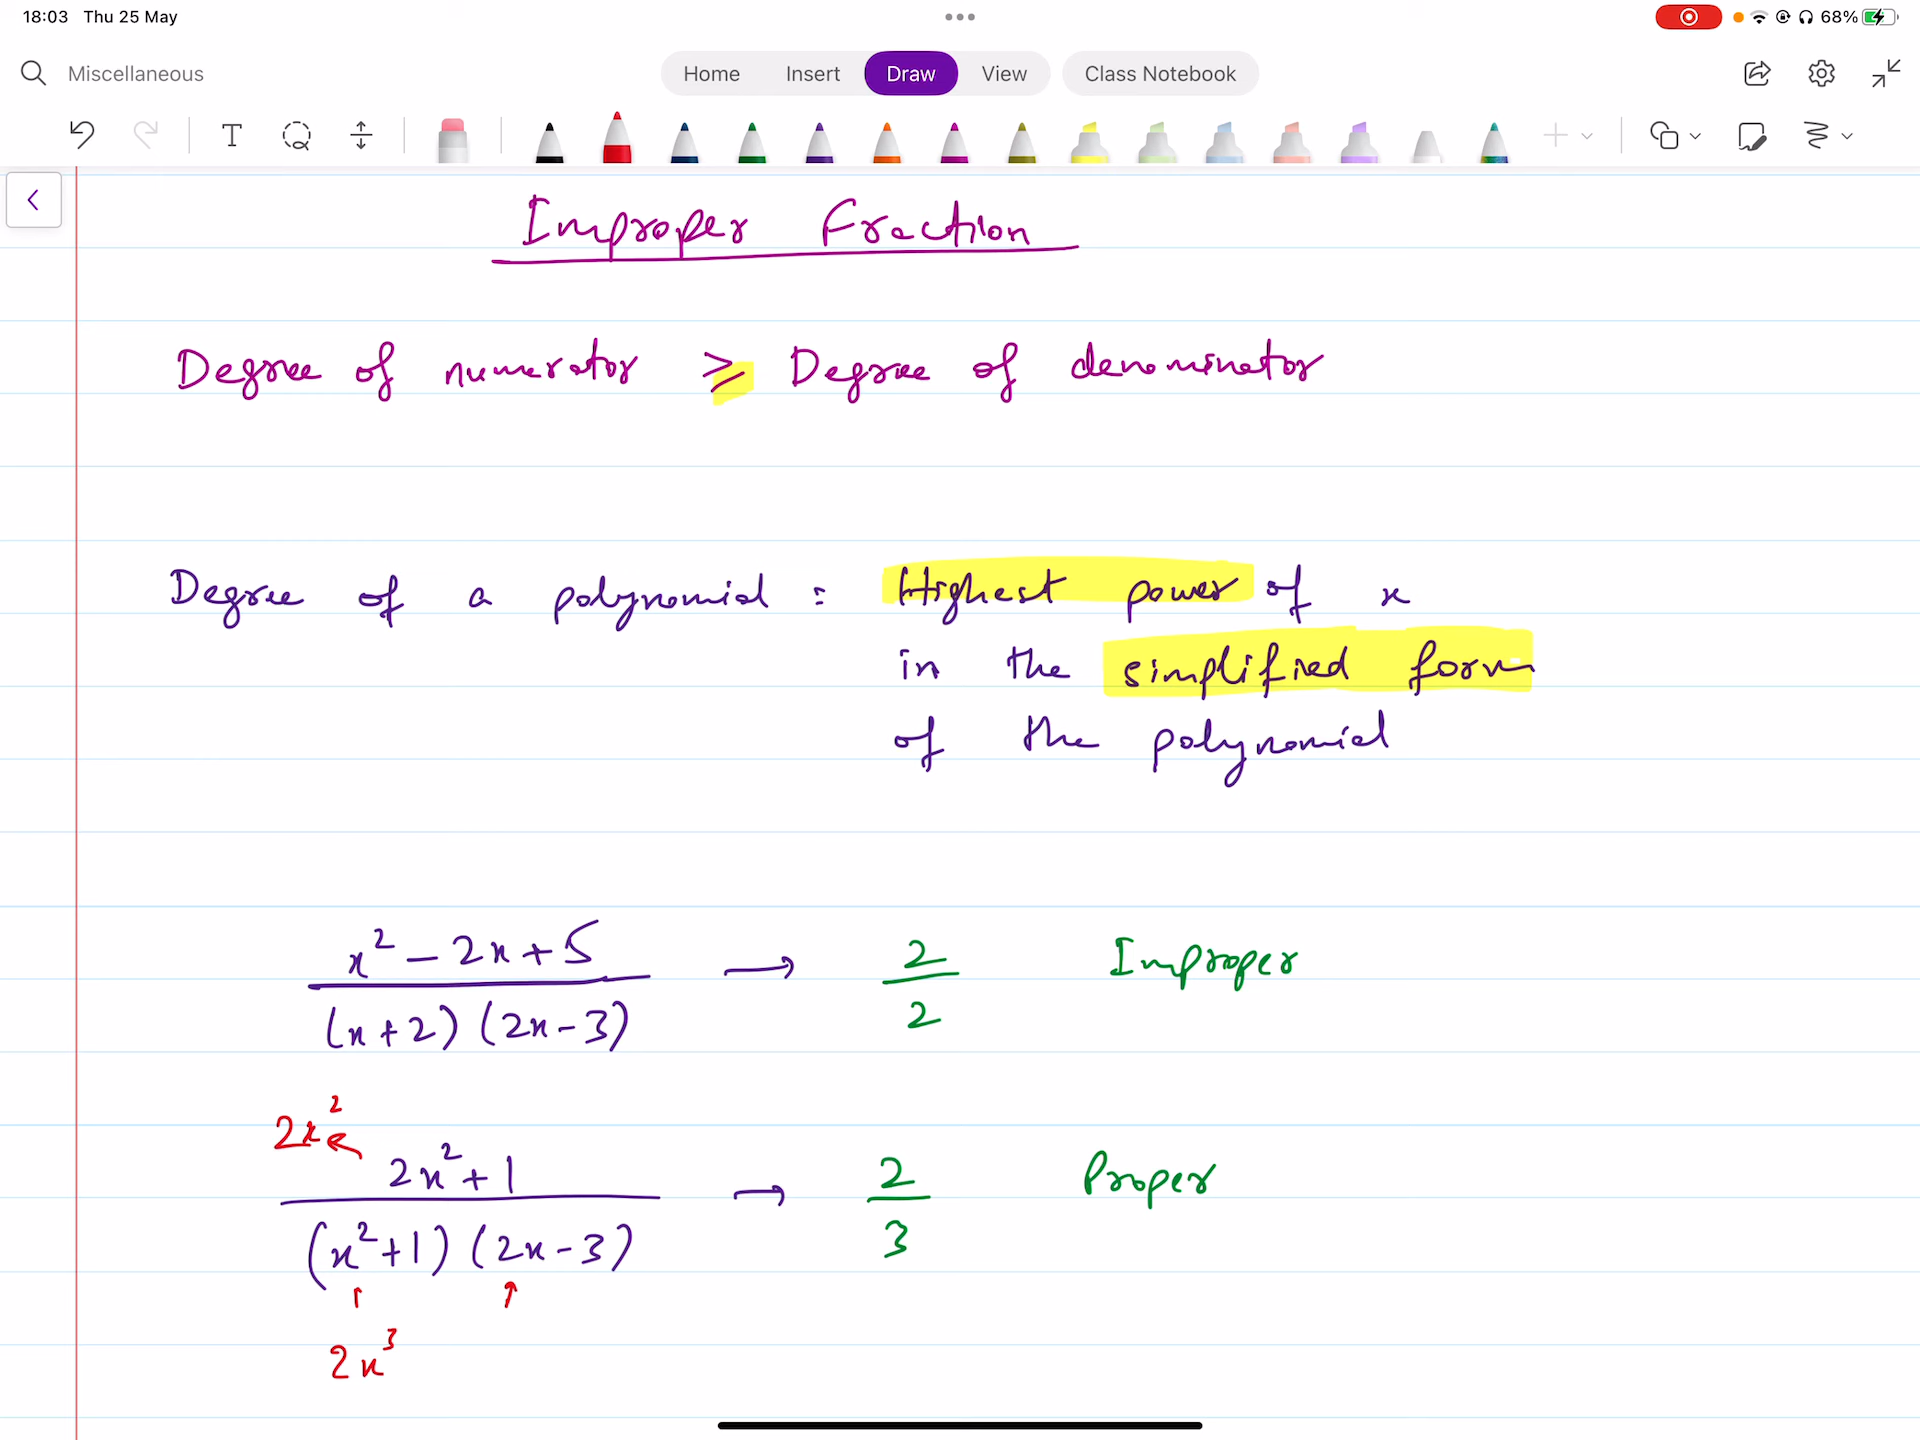 18:03 Thu 25 May
68%
Miscellaneous
Home Insert Draw View Class Notebook
T
Improper Fraction
Degree of numerator ≥ Degree of denominator
Degree of a polynomial : Highest power of x
in the simplified form
of the polynomial
x² - 2x + 5
(x + 2) (2x - 3)
→
2
2
Improper
2x²
2x² + 1
(x² + 1) (2x - 3)
→
2
3
Proper
2x³